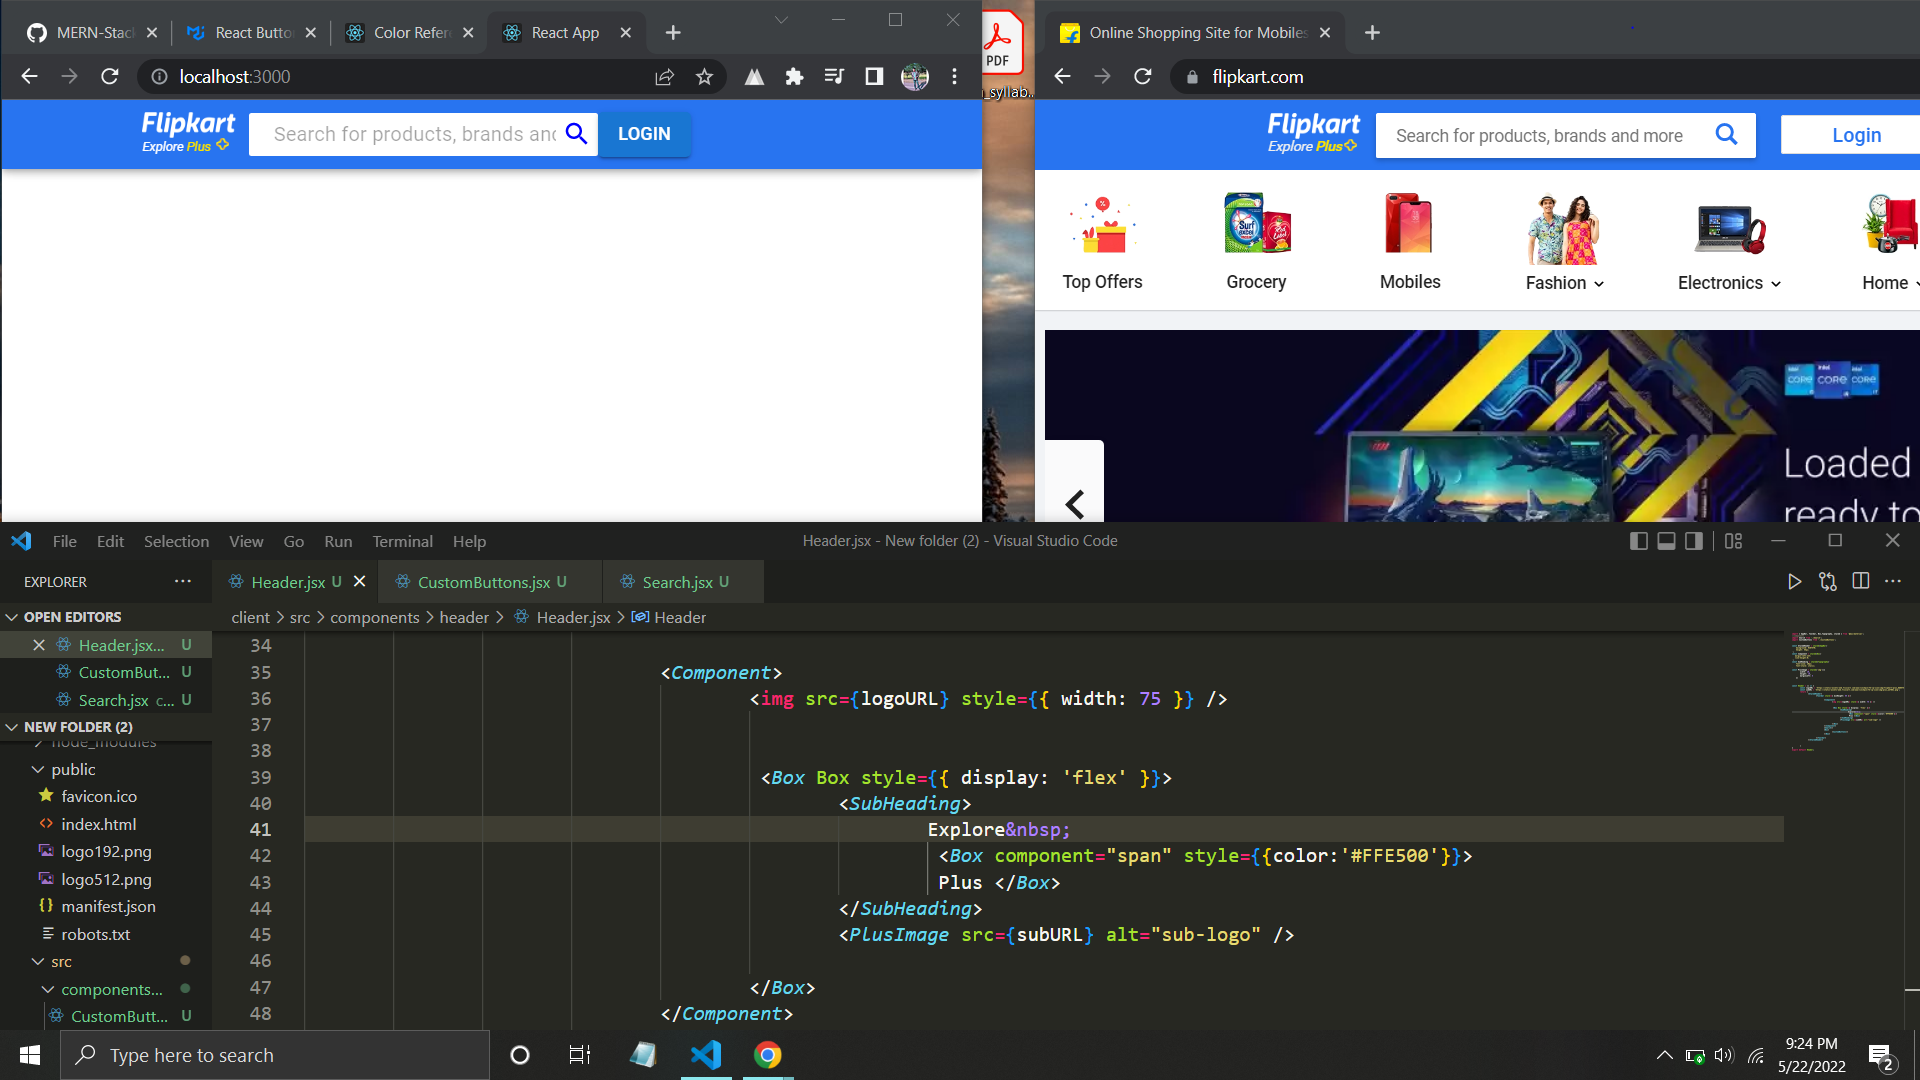 MERN-Stac
React Butto
Color Refere
React App
localhost:3000
Flipkart
Explore Plus
Search for products, brands and
LOGIN
PDF
_syllab..
Online Shopping Site for Mobiles
flipkart.com
Flipkart
Explore Plus
Search for products, brands and more
Login
Top Offers
Grocery
Mobiles
Fashion
Electronics
Home
intel CORE
CORE
Loaded
ready to
File Edit Selection View Go Run Terminal Help
Header.jsx - New folder (2) - Visual Studio Code
EXPLORER ...
Header.jsx U
CustomButtons.jsx U
Search.jsx U
OPEN EDITORS
Header.jsx... U
CustomBut... U
Search.jsx c... U
NEW FOLDER (2)
node_modules
public
favicon.ico
index.html
logo192.png
logo512.png
manifest.json
robots.txt
src
components...
CustomButt... U
client > src > components > header > Header.jsx > Header
34
35 <Component>
36 <img src={logoURL} style={{ width: 75 }} />
37
38
39 <Box Box style={{ display: 'flex' }}>
40 <SubHeading>
41 Explore&nbsp;
42 <Box component="span" style={{color:'#FFE500'}}>
43 Plus </Box>
44 </SubHeading>
45 <PlusImage src={subURL} alt="sub-logo" />
46
47 </Box>
48 </Component>
Type here to search
9:24 PM
5/22/2022
2